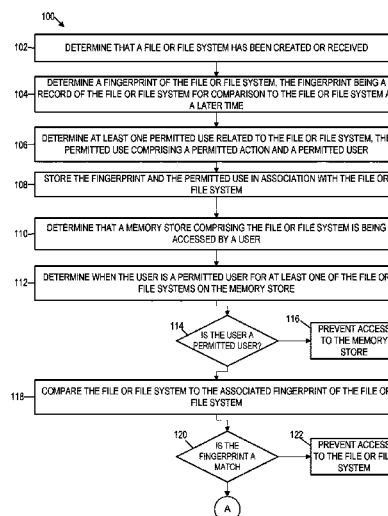 100
102
DETERMINE THAT A FILE OR FILE SYSTEM HAS BEEN CREATED OR RECEIVED
104
DETERMINE A FINGERPRINT OF THE FILE OR FILE SYSTEM, THE FINGERPRINT BEING A
RECORD OF THE FILE OR FILE SYSTEM FOR COMPARISON TO THE FILE OR FILE SYSTEM A
A LATER TIME
106
DETERMINE AT LEAST ONE PERMITTED USE RELATED TO THE FILE OR FILE SYSTEM, TH
PERMITTED USE COMPRISING A PERMITTED ACTION AND A PERMITTED USER
108
STORE THE FINGERPRINT AND THE PERMITTED USE IN ASSOCIATION WITH THE FILE OR
FILE SYSTEM
110
DETERMINE THAT A MEMORY STORE COMPRISING THE FILE OR FILE SYSTEM IS BEING
ACCESSED BY A USER
112
DETERMINE WHEN THE USER IS A PERMITTED USER FOR AT LEAST ONE OF THE FILE OR
FILE SYSTEMS ON THE MEMORY STORE
114
IS THE USER A
PERMITTED USER?
116
PREVENT ACCESS
TO THE MEMORY
STORE
118
COMPARE THE FILE OR FILE SYSTEM TO THE ASSOCIATED FINGERPRINT OF THE FILE OR
FILE SYSTEM
120
IS THE
FINGERPRINT A
MATCH
122
PREVENT ACCESS
TO THE FILE OR FILE
SYSTEM
A